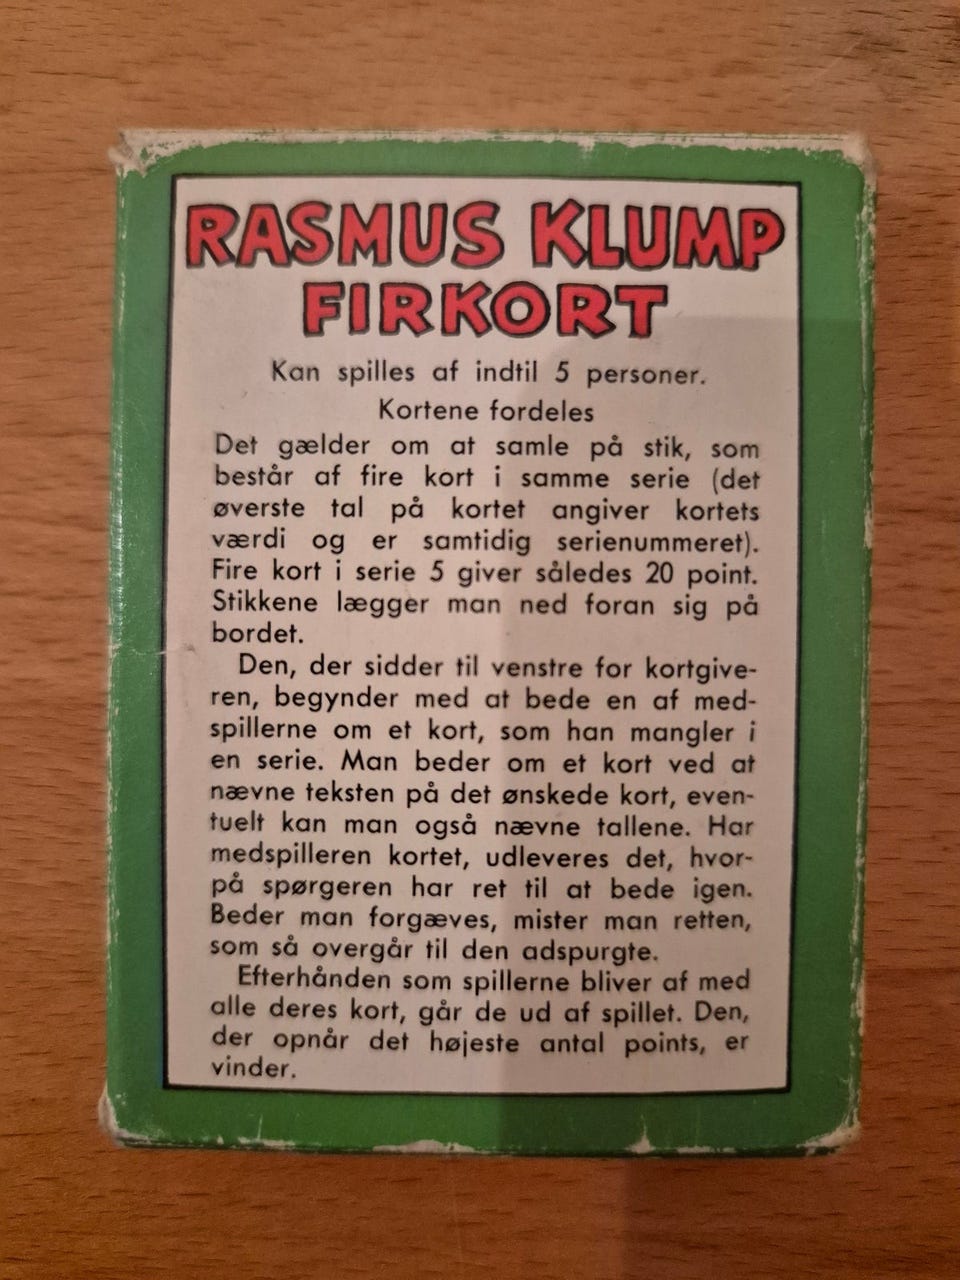 RASMUS KLUMP
FIRKORT
Kan spilles af indtil 5 personer.
Kortene fordeles
Det gælder om at samle på stik, som
består af fire kort i samme serie (det
øverste tal på kortet angiver kortets
værdi og er samtidig serienummeret).
Fire kort i serie 5 giver således 20 point.
Stikkene lægger man ned foran sig på
bordet.
Den, der sidder til venstre for kortgive-
ren, begynder med at bede en af med-
spillerne om et kort, som han mangler i
en serie. Man beder om et kort ved at
nævne teksten på det ønskede kort, even-
tuelt kan man også nævne tallene. Har
medspilleren kortet, udleveres det, hvor-
på spørgeren har ret til at bede igen.
Beder man forgæves, mister man retten,
som så overgår til den adspurgte.
Efterhånden som spillerne bliver af med
alle deres kort, går de ud af spillet. Den,
der opnår det højeste antal points, er
vinder.